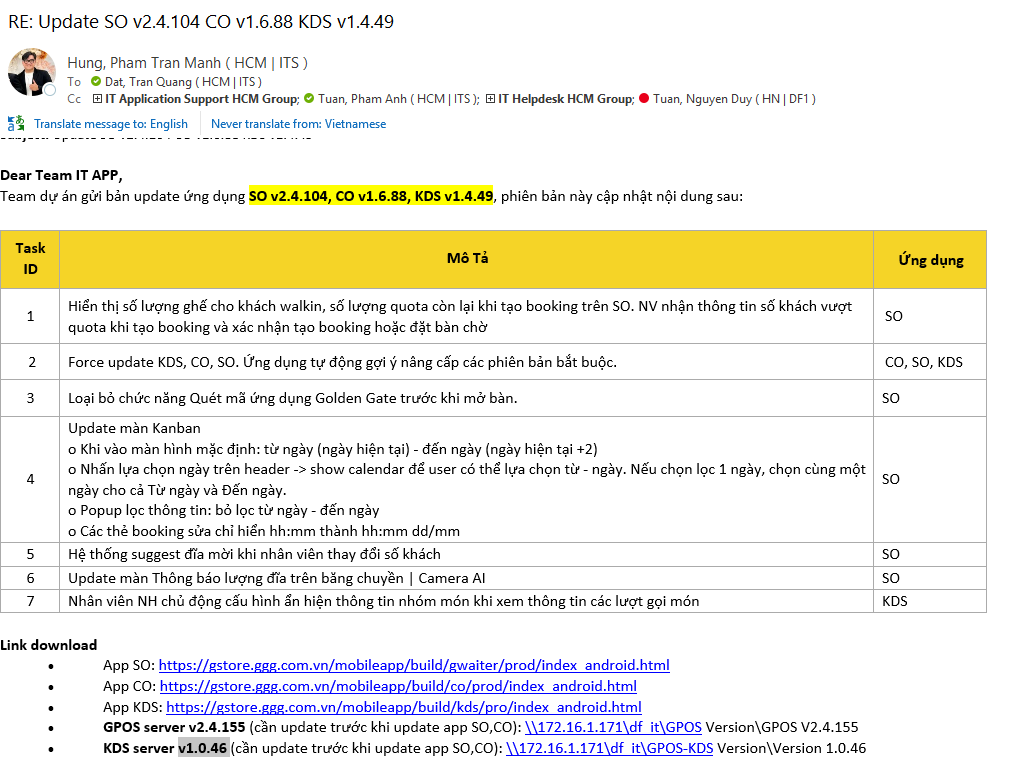 RE: Update SO v2.4.104 CO v1.6.88 KDS v1.4.49
Hung, Pham Tran Manh ( HCM | ITS )
To Dat, Tran Quang ( HCM | ITS )
Cc IT Application Support HCM Group; Tuan, Pham Anh ( HCM | ITS ); IT Helpdesk HCM Group; Tuan, Nguyen Duy ( HN | DF1 )
Translate message to: English Never translate from: Vietnamese
Dear Team IT APP,
Team dự án gửi bản update ứng dụng SO v2.4.104, CO v1.6.88, KDS v1.4.49, phiên bản này cập nhật nội dung sau:
Task ID Mô Tả Ứng dụng
1 Hiển thị số lượng ghế cho khách walkin, số lượng quota còn lại khi tạo booking trên SO. NV nhận thông tin số khách vượt
quota khi tạo booking và xác nhận tạo booking hoặc đặt bàn chờ SO
2 Force update KDS, CO, SO. Ứng dụng tự động gợi ý nâng cấp các phiên bản bắt buộc. CO, SO, KDS
3 Loại bỏ chức năng Quét mã ứng dụng Golden Gate trước khi mở bàn. SO
4 Update màn Kanban
o Khi vào màn hình mặc định: từ ngày (ngày hiện tại) - đến ngày (ngày hiện tại +2)
o Nhấn lựa chọn ngày trên header -> show calendar để user có thể lựa chọn từ - ngày. Nếu chọn lọc 1 ngày, chọn cùng một
ngày cho cả Từ ngày và Đến ngày. SO
o Popup lọc thông tin: bỏ lọc từ ngày - đến ngày
o Các thẻ booking sửa chỉ hiển hh:mm thành hh:mm dd/mm
5 Hệ thống suggest đĩa mời khi nhân viên thay đổi số khách SO
6 Update màn Thông báo lượng đĩa trên băng chuyền | Camera AI SO
7 Nhân viên NH chủ động cấu hình ẩn hiện thông tin nhóm món khi xem thông tin các lượt gọi món KDS
Link download
• App SO: https://gstore.ggg.com.vn/mobileapp/build/gwaiter/prod/index_android.html
• App CO: https://gstore.ggg.com.vn/mobileapp/build/co/prod/index_android.html
• App KDS: https://gstore.ggg.com.vn/mobileapp/build/kds/pro/index_android.html
• GPOS server v2.4.155 (cần update trước khi update app SO,CO): \\172.16.1.171\df_it\GPOS Version\GPOS V2.4.155
• KDS server v1.0.46 (cần update trước khi update app SO,CO): \\172.16.1.171\df_it\GPOS-KDS Version\Version 1.0.46